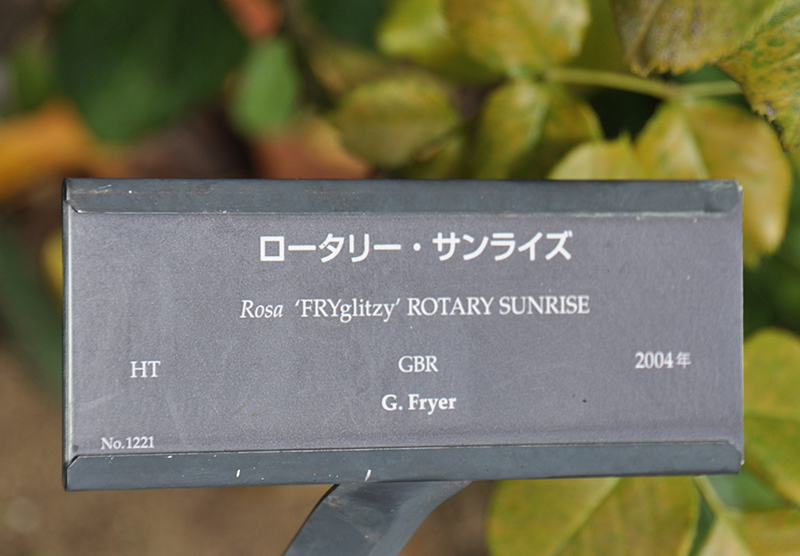 ロータリー・サンライズ
Rosa ‘FRYglitzy’ ROTARY SUNRISE
HT GBR 2004年
G. Fryer
No.1221